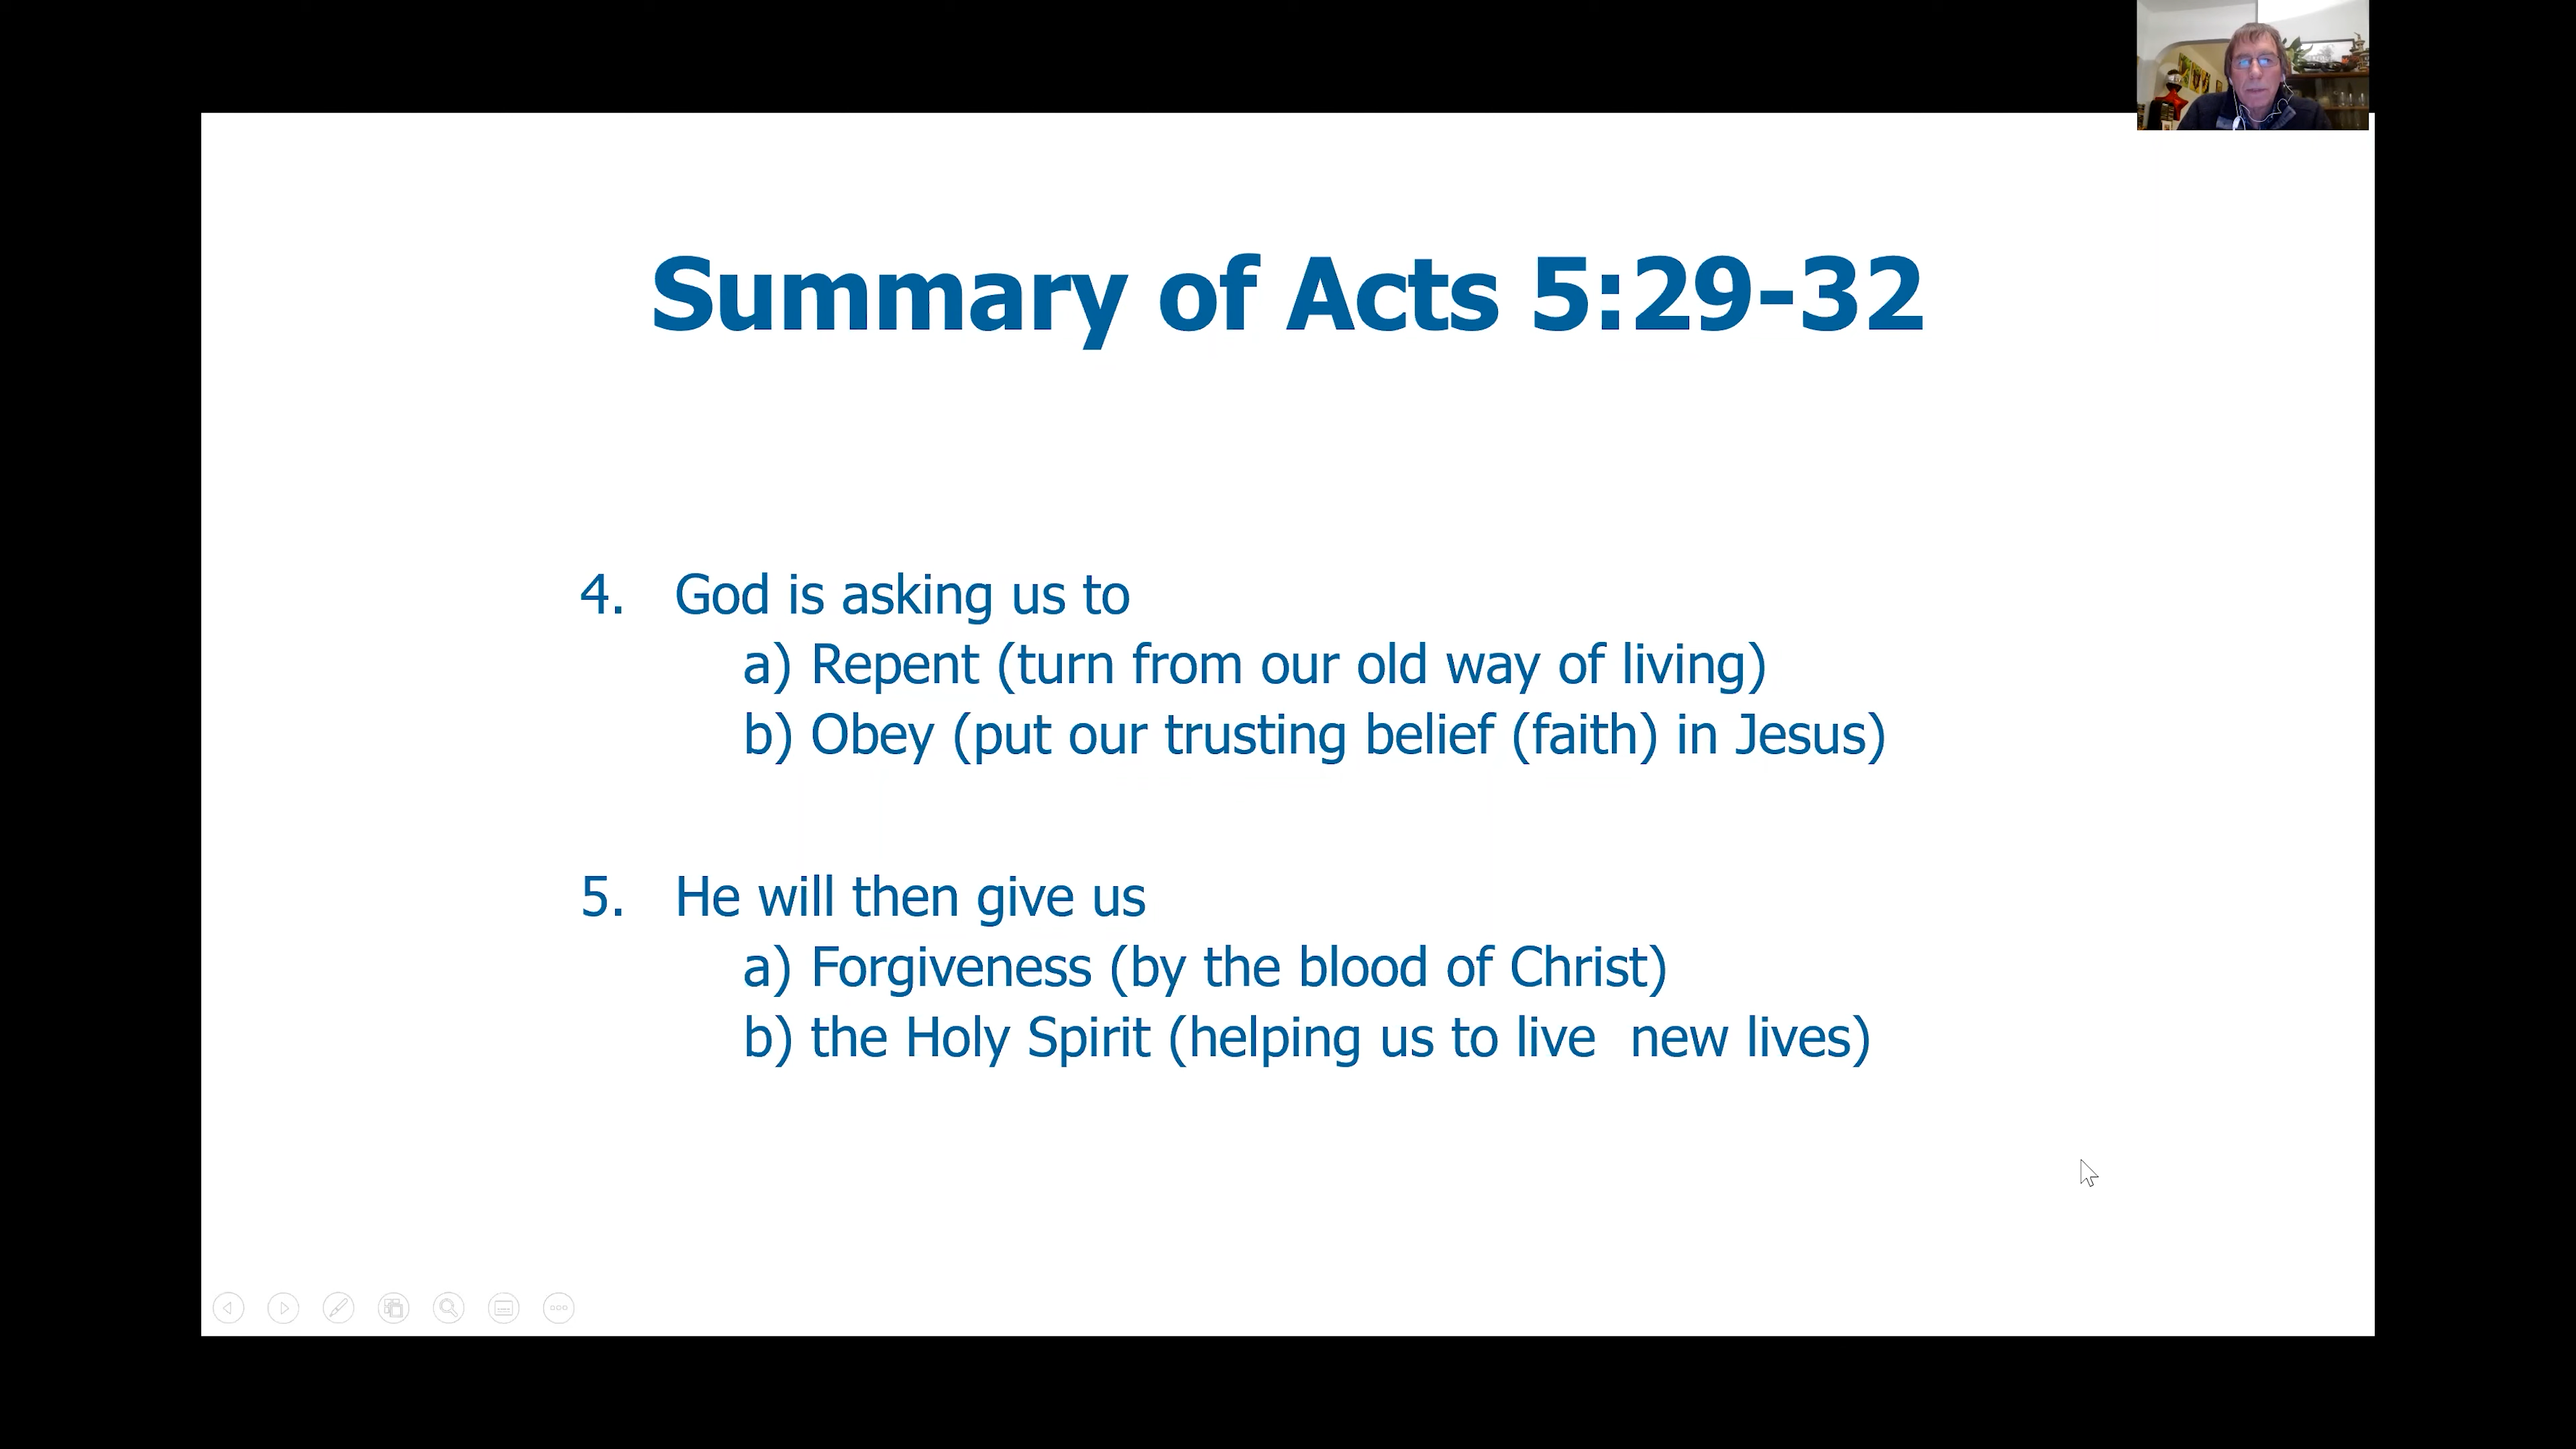 Summary of Acts 5:29-32
4. God is asking us to
a) Repent (turn from our old way of living)
b) Obey (put our trusting belief (faith) in Jesus)
5. He will then give us
a) Forgiveness (by the blood of Christ)
b) the Holy Spirit (helping us to live  new lives)